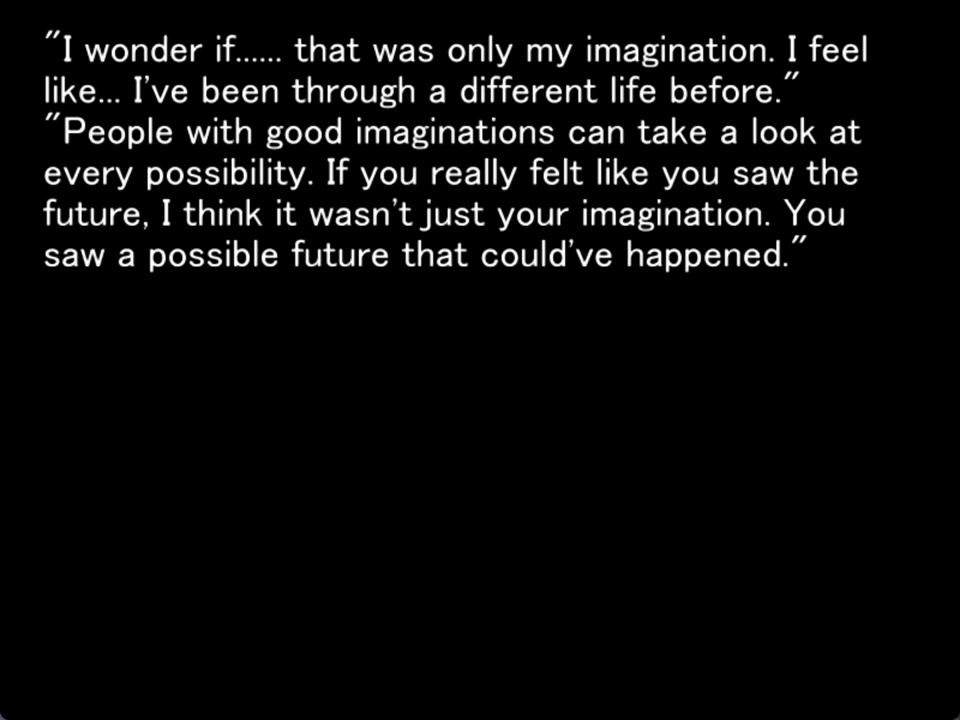 "I wonder if...... that was only my imagination. I feel
like... I've been through a different life before."
"People with good imaginations can take a look at
every possibility. If you really felt like you saw the
future, I think it wasn't just your imagination. You
saw a possible future that could've happened."